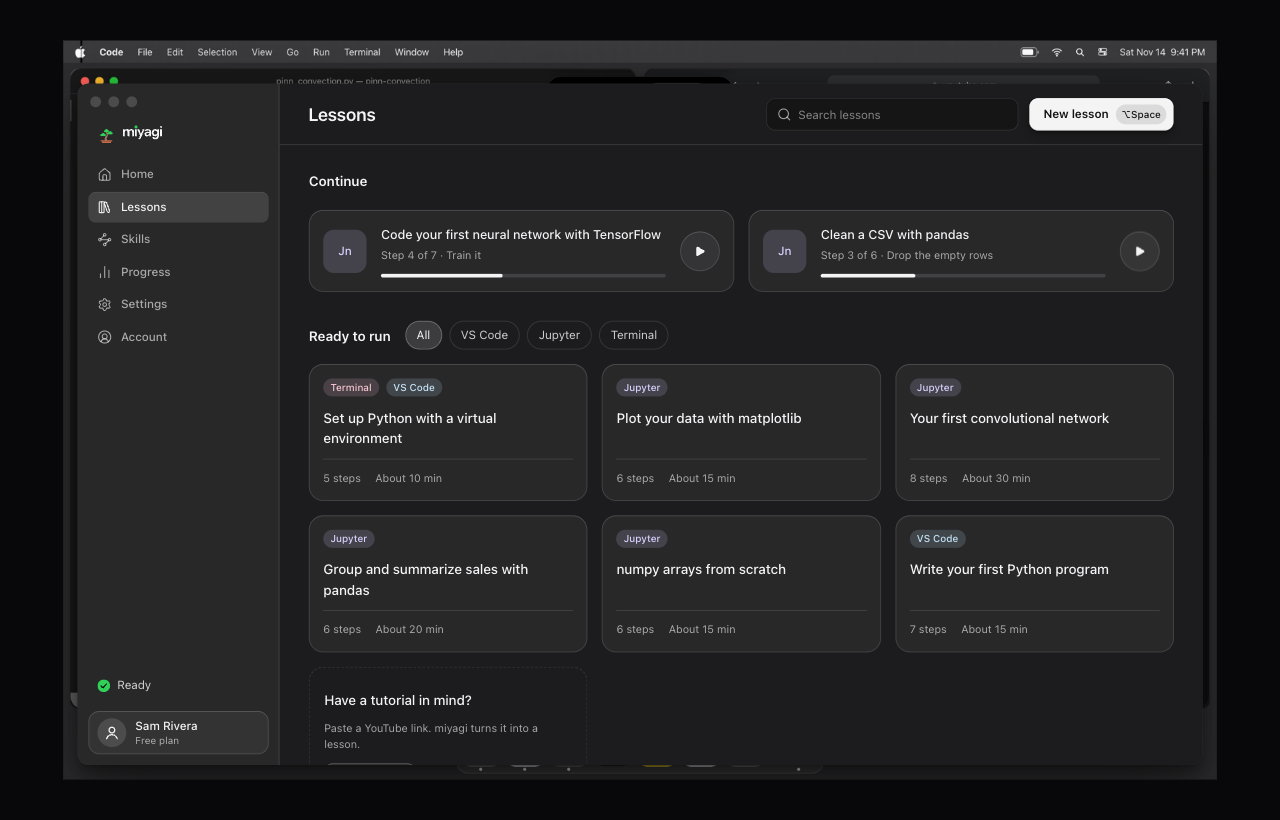 Code File Edit Selection View Go Run Terminal Window Help Sat Nov 14 9:41 PM
pinn_convection.py — pinn-convection
miyagi
Home
Lessons
Skills
Progress
Settings
Account
Ready
Sam Rivera
Free plan
Lessons
Search lessons
New lesson ⌥Space
Continue
Jn
Code your first neural network with TensorFlow
Step 4 of 7 · Train it
Jn
Clean a CSV with pandas
Step 3 of 6 · Drop the empty rows
Ready to run All VS Code Jupyter Terminal
Terminal VS Code
Set up Python with a virtual
environment
5 steps About 10 min
Jupyter
Plot your data with matplotlib
6 steps About 15 min
Jupyter
Your first convolutional network
8 steps About 30 min
Jupyter
Group and summarize sales with
pandas
6 steps About 20 min
Jupyter
numpy arrays from scratch
6 steps About 15 min
VS Code
Write your first Python program
7 steps About 15 min
Have a tutorial in mind?
Paste a YouTube link. miyagi turns it into a
lesson.